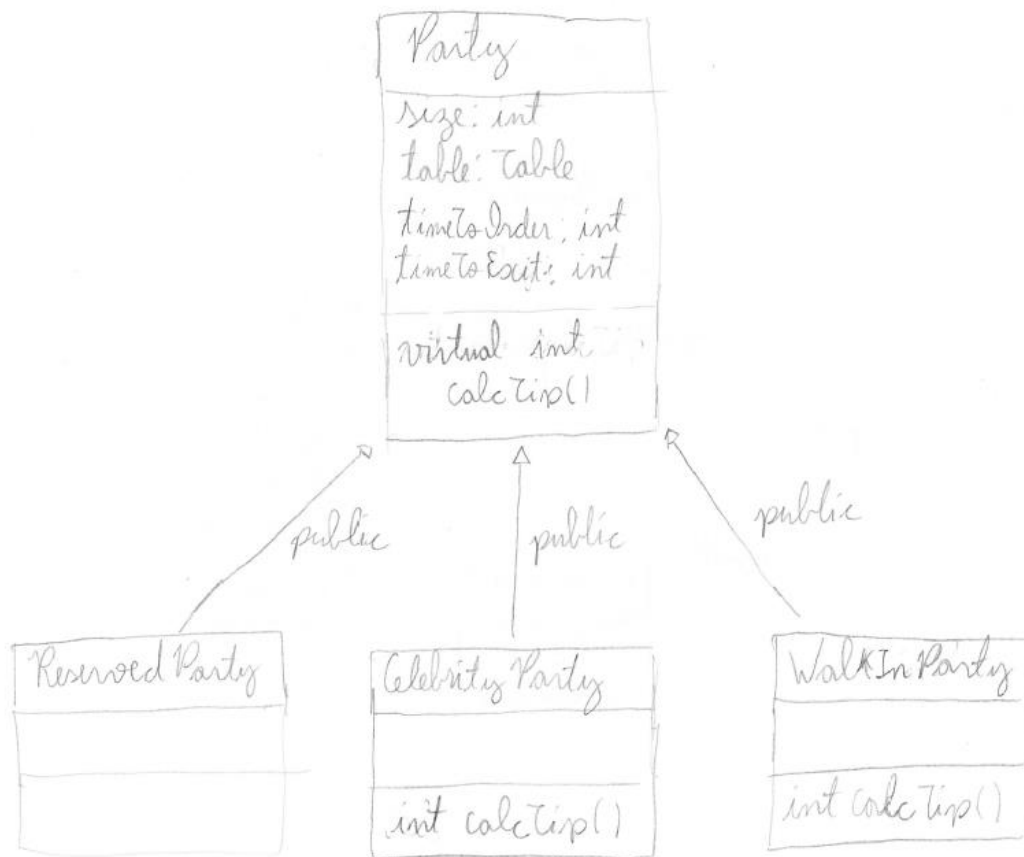 Party
size: int
table: Table
timeToOrder: int
timeToExit: int
virtual int
calcTip()
public
public
public
ReservedParty
CelebrityParty
WalkInParty
int calcTip()
int calcTip()